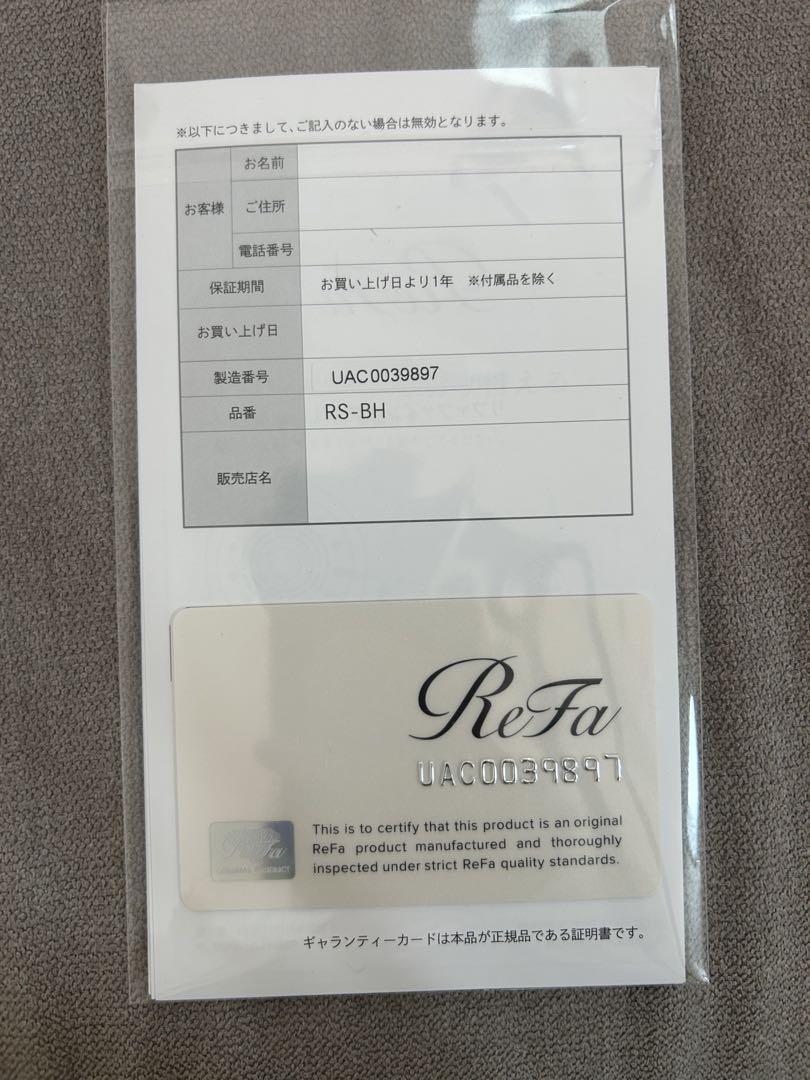 ※以下につきまして、ご記入のない場合は無効となります。
お客様
お名前
ご住所
電話番号
保証期間 お買い上げ日より1年 ※付属品を除く
お買い上げ日
製造番号 UAC0039897
品番 RS-BH
販売店名
ReFa
UAC0039897
This is to certify that this product is an original
ReFa product manufactured and thoroughly
inspected under strict ReFa quality standards.
ReFa
ギャランティーカードは本品が正規品である証明書です。